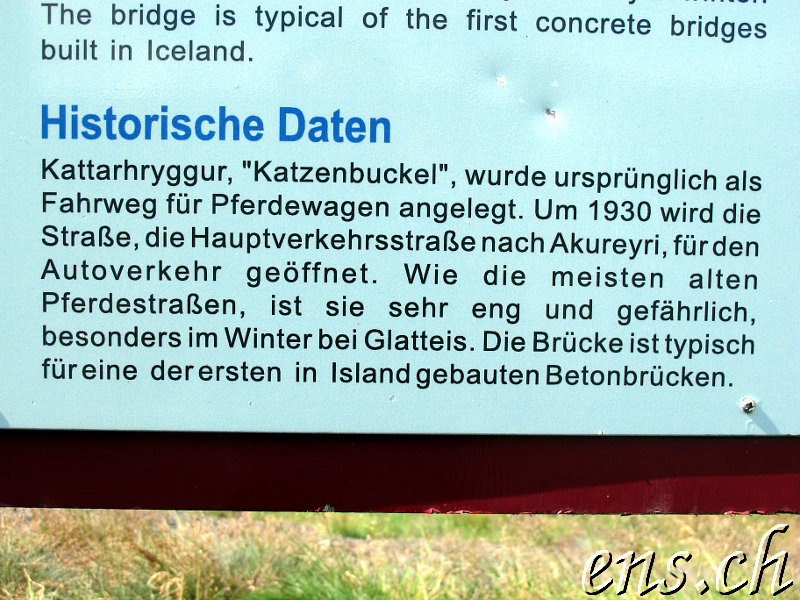 The bridge is typical of the first concrete bridges
built in Iceland.
Historische Daten
Kattarhryggur, "Katzenbuckel", wurde ursprünglich als
Fahrweg für Pferdewagen angelegt. Um 1930 wird die
Straße, die Hauptverkehrsstraße nach Akureyri, für den
Autoverkehr geöffnet. Wie die meisten alten
Pferdestraßen, ist sie sehr eng und gefährlich,
besonders im Winter bei Glatteis. Die Brücke ist typisch
für eine der ersten in Island gebauten Betonbrücken.
ens.ch